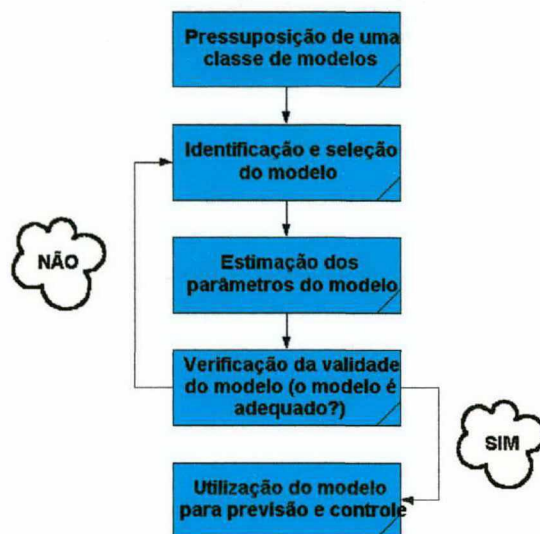 Pressuposição de uma
classe de modelos
Identificação e seleção
do modelo
NÃO
Estimação dos
parâmetros do modelo
Verificação da validade
do modelo (o modelo é
adequado?)
SIM
Utilização do modelo
para previsão e controle